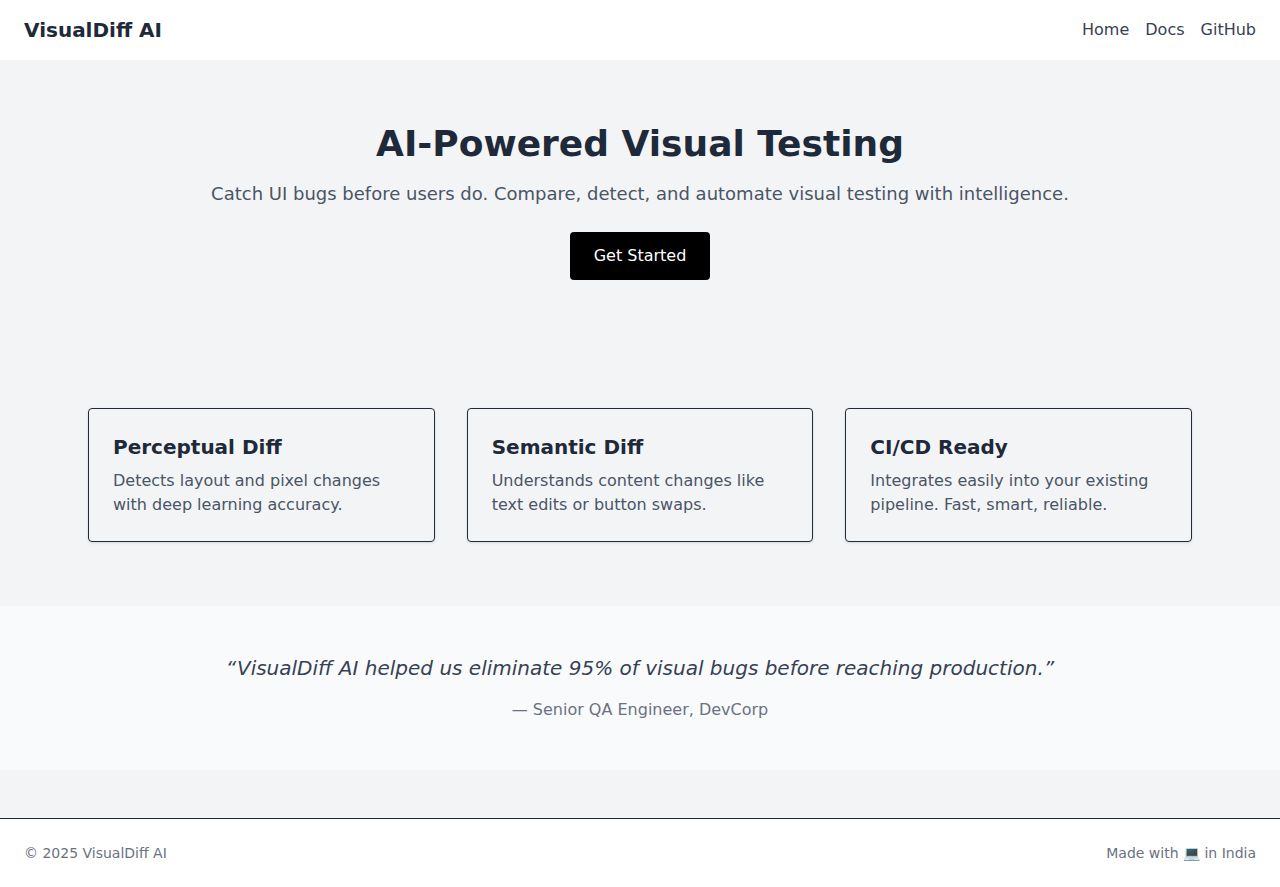 VisualDiff AI
Home Docs GitHub
AI-Powered Visual Testing
Catch UI bugs before users do. Compare, detect, and automate visual testing with intelligence.
Get Started
Perceptual Diff
Detects layout and pixel changes
with deep learning accuracy.
Semantic Diff
Understands content changes like
text edits or button swaps.
CI/CD Ready
Integrates easily into your existing
pipeline. Fast, smart, reliable.
“VisualDiff AI helped us eliminate 95% of visual bugs before reaching production.”
— Senior QA Engineer, DevCorp
© 2025 VisualDiff AI
Made with 💻 in India